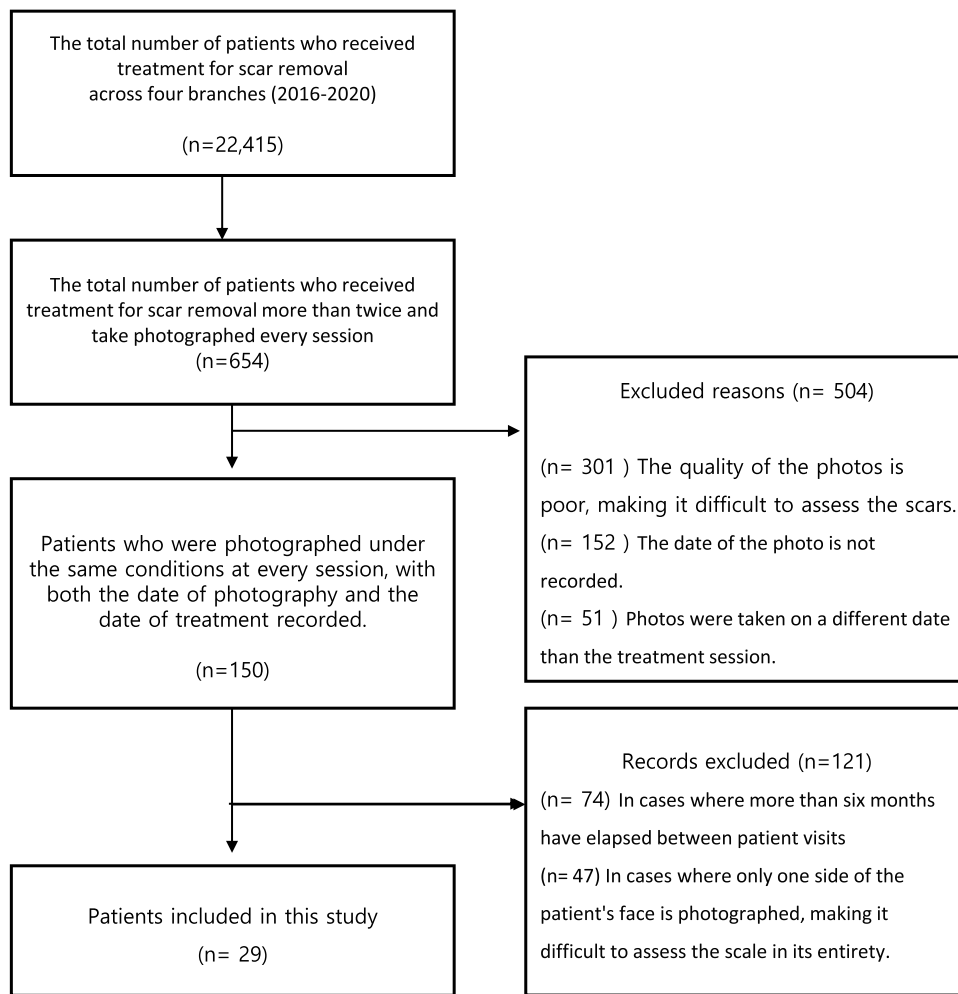 The total number of patients who received
treatment for scar removal
across four branches (2016-2020)
(n=22,415)
The total number of patients who received
treatment for scar removal more than twice and
take photographed every session
(n=654)
Excluded reasons (n= 504)
(n= 301 ) The quality of the photos is
poor, making it difficult to assess the scars.
(n= 152 ) The date of the photo is not
recorded.
(n= 51 ) Photos were taken on a different date
than the treatment session.
Patients who were photographed under
the same conditions at every session, with
both the date of photography and the
date of treatment recorded.
(n=150)
Records excluded (n=121)
(n= 74) In cases where more than six months
have elapsed between patient visits
(n= 47) In cases where only one side of the
patient's face is photographed, making it
difficult to assess the scale in its entirety.
Patients included in this study
(n= 29)